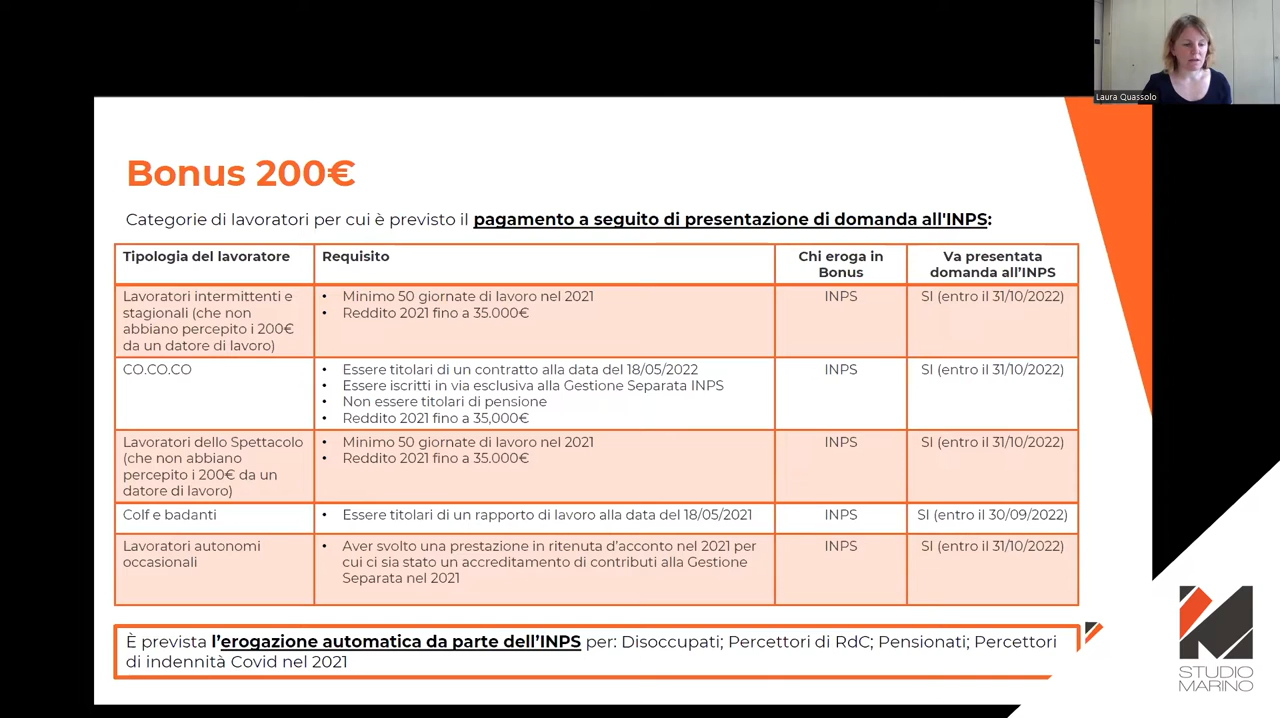 Laura Quassolo
Bonus 200€
Categorie di lavoratori per cui è previsto il pagamento a seguito di presentazione di domanda all'INPS:
Tipologia del lavoratore
Requisito
Chi eroga in
Bonus
Va presentata
domanda all'INPS
Lavoratori intermittenti e
stagionali (che non
abbiano percepito i 200€
da un datore di lavoro)
• Minimo 50 giornate di lavoro nel 2021
• Reddito 2021 fino a 35.000€
INPS
SI (entro il 31/10/2022)
CO.CO.CO
• Essere titolari di un contratto alla data del 18/05/2022
• Essere iscritti in via esclusiva alla Gestione Separata INPS
• Non essere titolari di pensione
• Reddito 2021 fino a 35,000€
INPS
SI (entro il 31/10/2022)
Lavoratori dello Spettacolo
(che non abbiano
percepito i 200€ da un
datore di lavoro)
• Minimo 50 giornate di lavoro nel 2021
• Reddito 2021 fino a 35.000€
INPS
SI (entro il 31/10/2022)
Colf e badanti
• Essere titolari di un rapporto di lavoro alla data del 18/05/2021
INPS
SI (entro il 30/09/2022)
Lavoratori autonomi
occasionali
• Aver svolto una prestazione in ritenuta d'acconto nel 2021 per
cui ci sia stato un accreditamento di contributi alla Gestione
Separata nel 2021
INPS
SI (entro il 31/10/2022)
È prevista l'erogazione automatica da parte dell'INPS per: Disoccupati; Percettori di RdC; Pensionati; Percettori
di indennità Covid nel 2021
STUDIO
MARINO